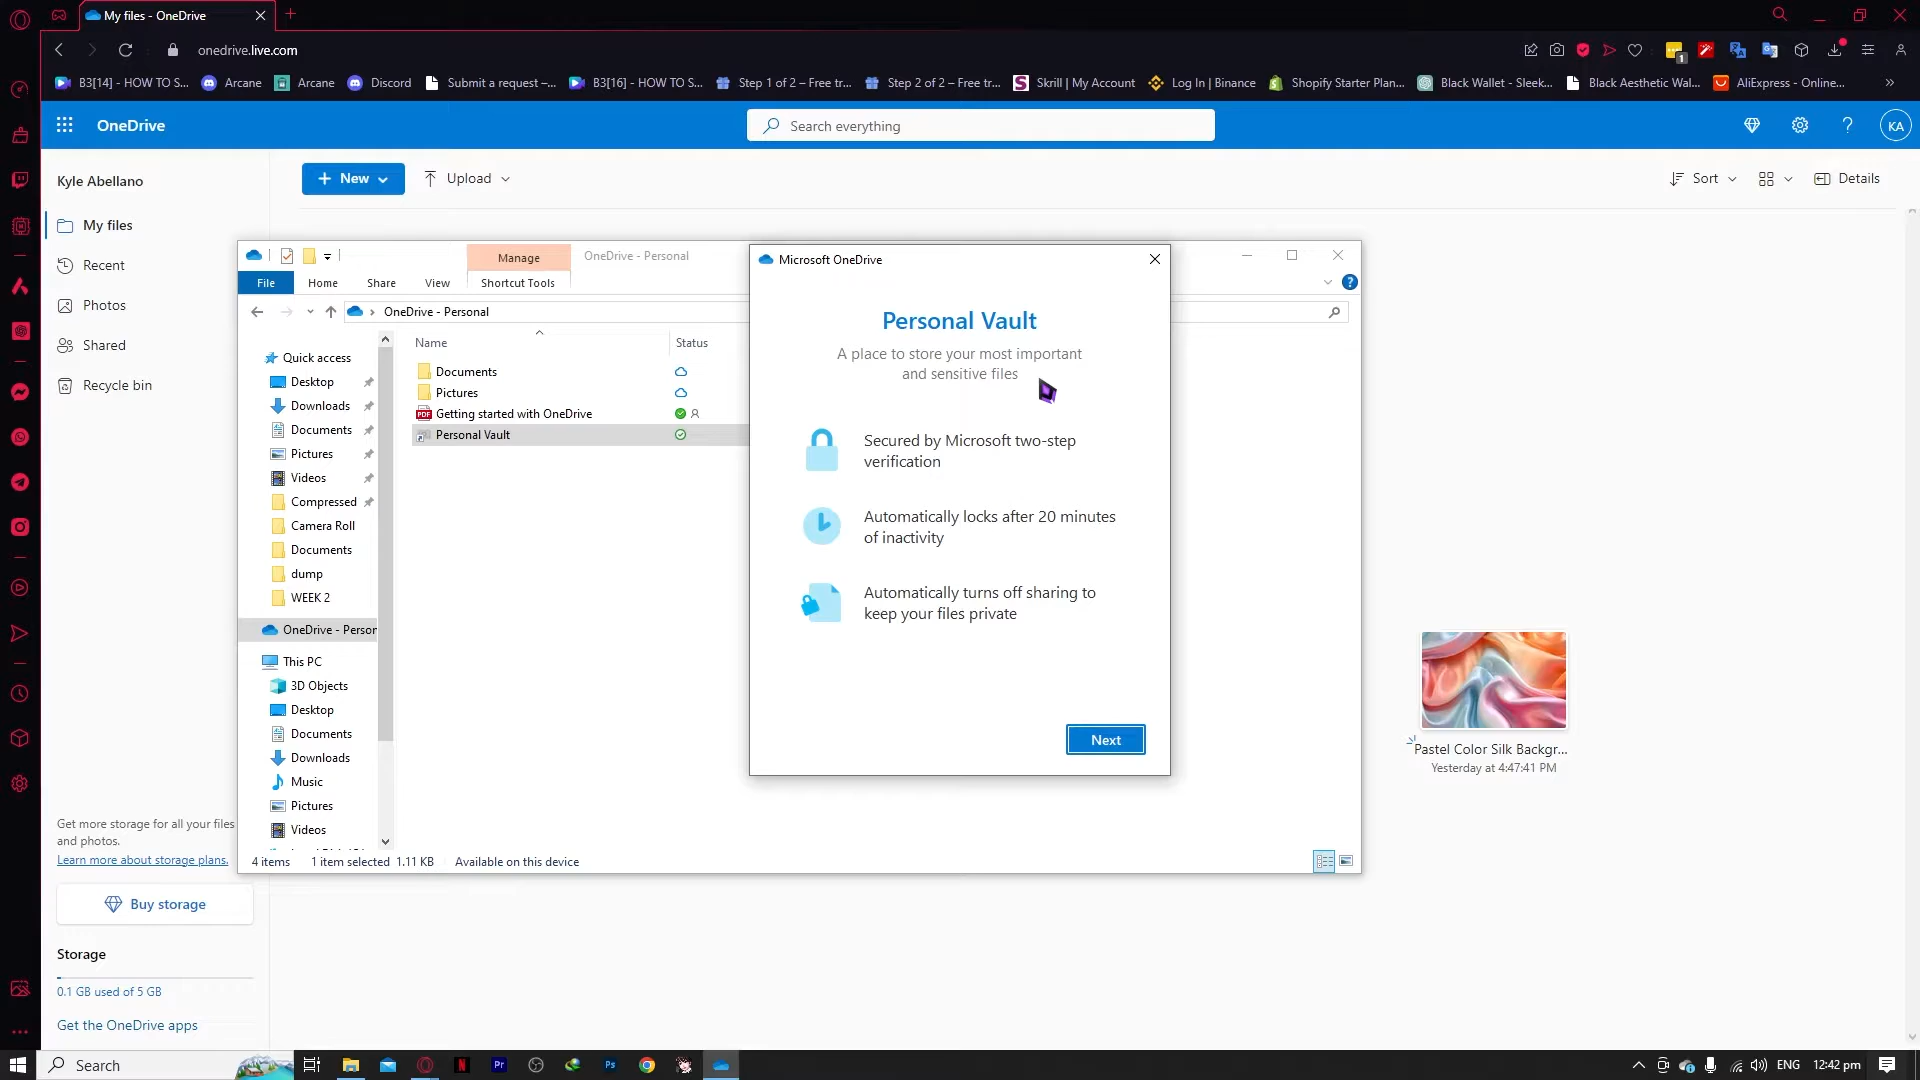 My files - OneDrive
onedrive.live.com
1
B3[14] - HOW TO S...
Arcane
Arcane
Discord
Submit a request –...
B3[16] - HOW TO S...
Step 1 of 2 – Free tr...
Step 2 of 2 – Free tr...
Skrill | My Account
Log In | Binance
Shopify Starter Plan...
Black Wallet - Sleek...
Black Aesthetic Wal...
AliExpress - Online...
OneDrive
Search everything
KA
Kyle Abellano
New
Upload
Sort
Details
My files
Recent
Photos
Shared
Recycle bin
Get more storage for all your files
and photos.
Learn more about storage plans.
Buy storage
Storage
0.1 GB used of 5 GB
Get the OneDrive apps
Manage
OneDrive - Personal
File
Home
Share
View
Shortcut Tools
OneDrive - Personal
Name
Status
Quick access
Desktop
Downloads
Documents
Pictures
Videos
Compressed
Camera Roll
Documents
dump
WEEK 2
OneDrive - Person
This PC
3D Objects
Desktop
Documents
Downloads
Music
Pictures
Videos
Documents
Pictures
PDF
Getting started with OneDrive
Personal Vault
4 items
1 item selected 1.11 KB
Available on this device
Microsoft OneDrive
Personal Vault
A place to store your most important
and sensitive files
Secured by Microsoft two-step
verification
Automatically locks after 20 minutes
of inactivity
Automatically turns off sharing to
keep your files private
Next
Pastel Color Silk Backgr...
Yesterday at 4:47:41 PM
Search
Pr
Ps
ENG
12:42 pm